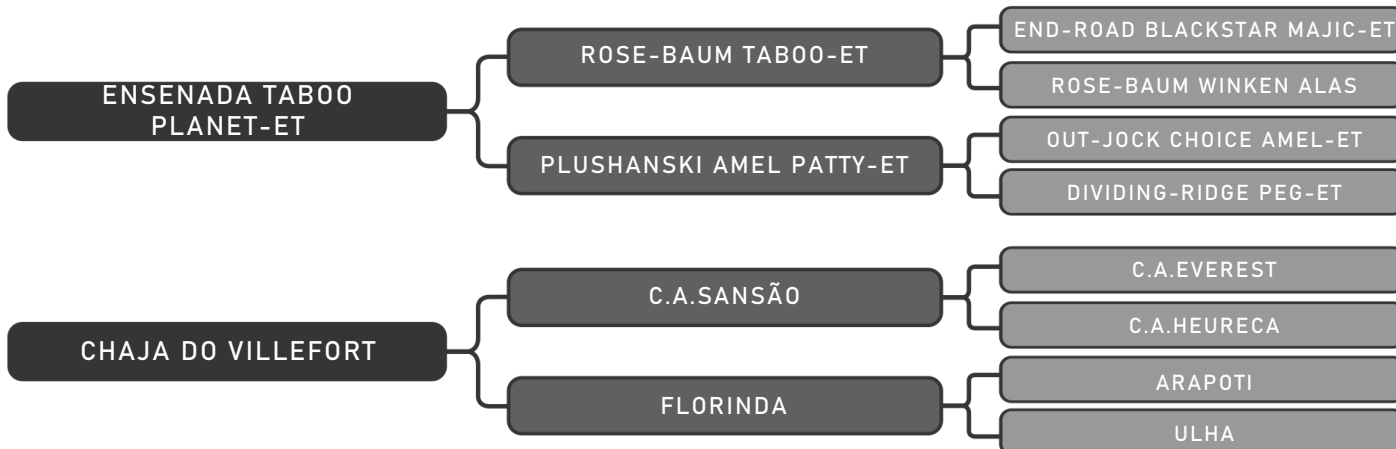 ENSENADA TABOO
PLANET-ET
ROSE-BAUM TABOO-ET
PLUSHANSKI AMEL PATTY-ET
END-ROAD BLACKSTAR MAJIC-ET
ROSE-BAUM WINKEN ALAS
OUT-JOCK CHOICE AMEL-ET
DIVIDING-RIDGE PEG-ET
CHAJA DO VILLEFORT
C.A.SANSÃO
FLORINDA
C.A.EVEREST
C.A.HEURECA
ARAPOTI
ULHA